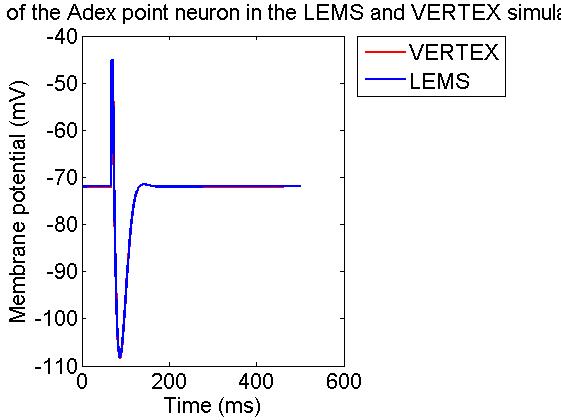 of the Adex point neuron in the LEMS and VERTEX
VERTEX
LEMS
Membrane potential (mV)
-40
-50
-60
-70
-80
-90
-100
-110
0 200 400 600
Time (ms)